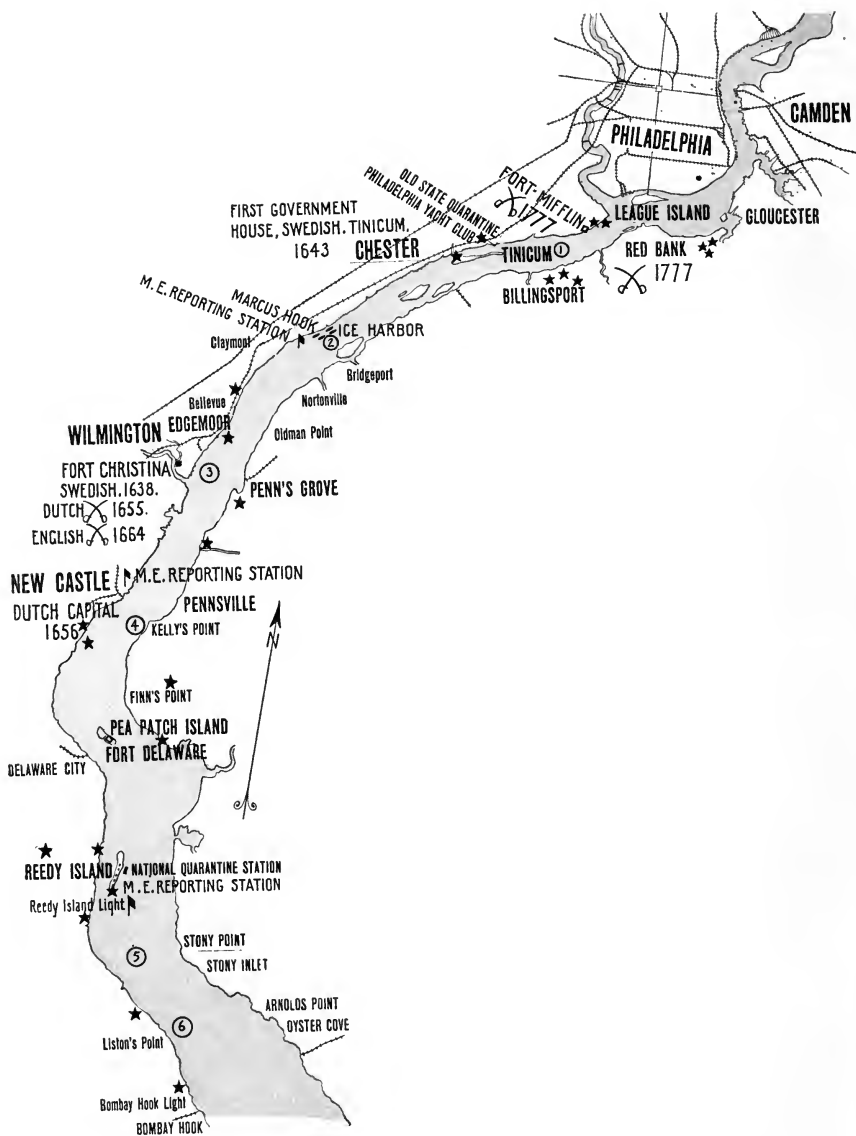 CAMDEN
PHILADELPHIA
OLD STATE QUARANTINE
PHILADELPHIA YACHT CLUB
FORT MIFFLIN
1777
LEAGUE ISLAND
GLOUCESTER
FIRST GOVERNMENT
HOUSE, SWEDISH. TINICUM.
1643
CHESTER
TINICUM
1
RED BANK
1777
BILLINGSPORT
MARCUS HOOK
M. E. REPORTING STATION
ICE HARBOR
2
Claymont
Bridgeport
Bellevue
Nortonville
WILMINGTON
EDGEMOOR
Oldman Point
FORT CHRISTINA
SWEDISH. 1638.
DUTCH 1655.
ENGLISH 1664
3
PENN'S GROVE
NEW CASTLE
M. E. REPORTING STATION
DUTCH CAPITAL
1656
PENNSVILLE
4
KELLY'S POINT
N
FINN'S POINT
PEA PATCH ISLAND
FORT DELAWARE
DELAWARE CITY
REEDY ISLAND
NATIONAL QUARANTINE STATION
M. E. REPORTING STATION
Reedy Island Light
STONY POINT
5
STONY INLET
ARNOLDS POINT
OYSTER COVE
6
Liston's Point
Bombay Hook Light
BOMBAY HOOK